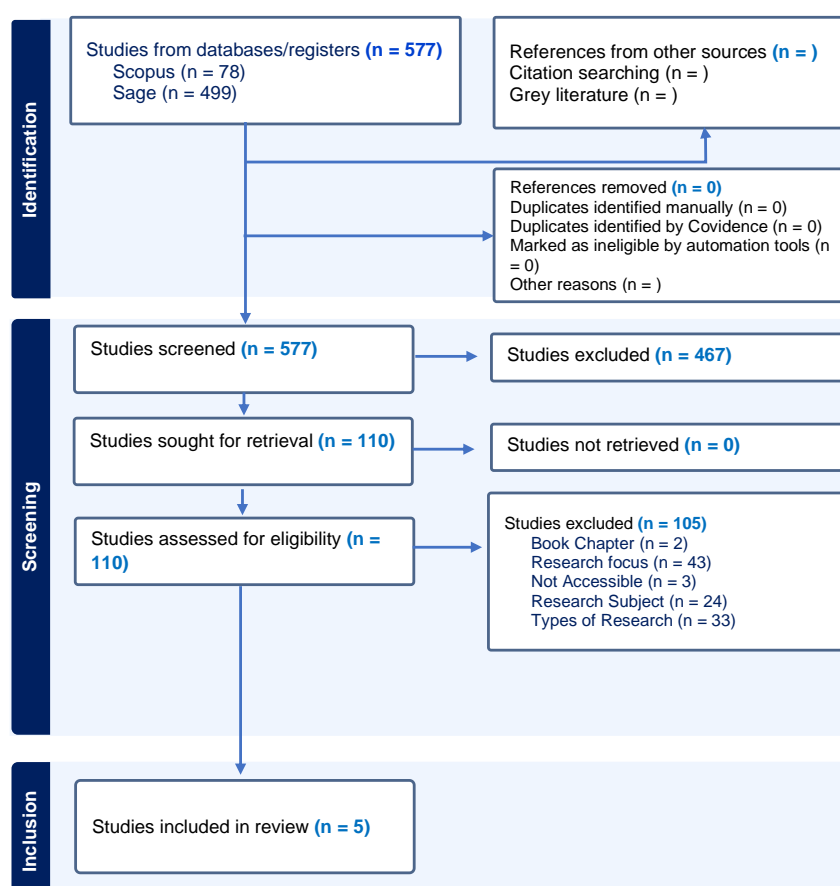 Identification
Studies from databases/registers (n = 577)
Scopus (n = 78)
Sage (n = 499)
References from other sources (n = )
Citation searching (n = )
Grey literature (n = )
References removed (n = 0)
Duplicates identified manually (n = 0)
Duplicates identified by Covidence (n = 0)
Marked as ineligible by automation tools (n
= 0)
Other reasons (n = )
Screening
Studies screened (n = 577)
Studies excluded (n = 467)
Studies sought for retrieval (n = 110)
Studies not retrieved (n = 0)
Studies assessed for eligibility (n =
110)
Studies excluded (n = 105)
Book Chapter (n = 2)
Research focus (n = 43)
Not Accessible (n = 3)
Research Subject (n = 24)
Types of Research (n = 33)
Inclusion
Studies included in review (n = 5)